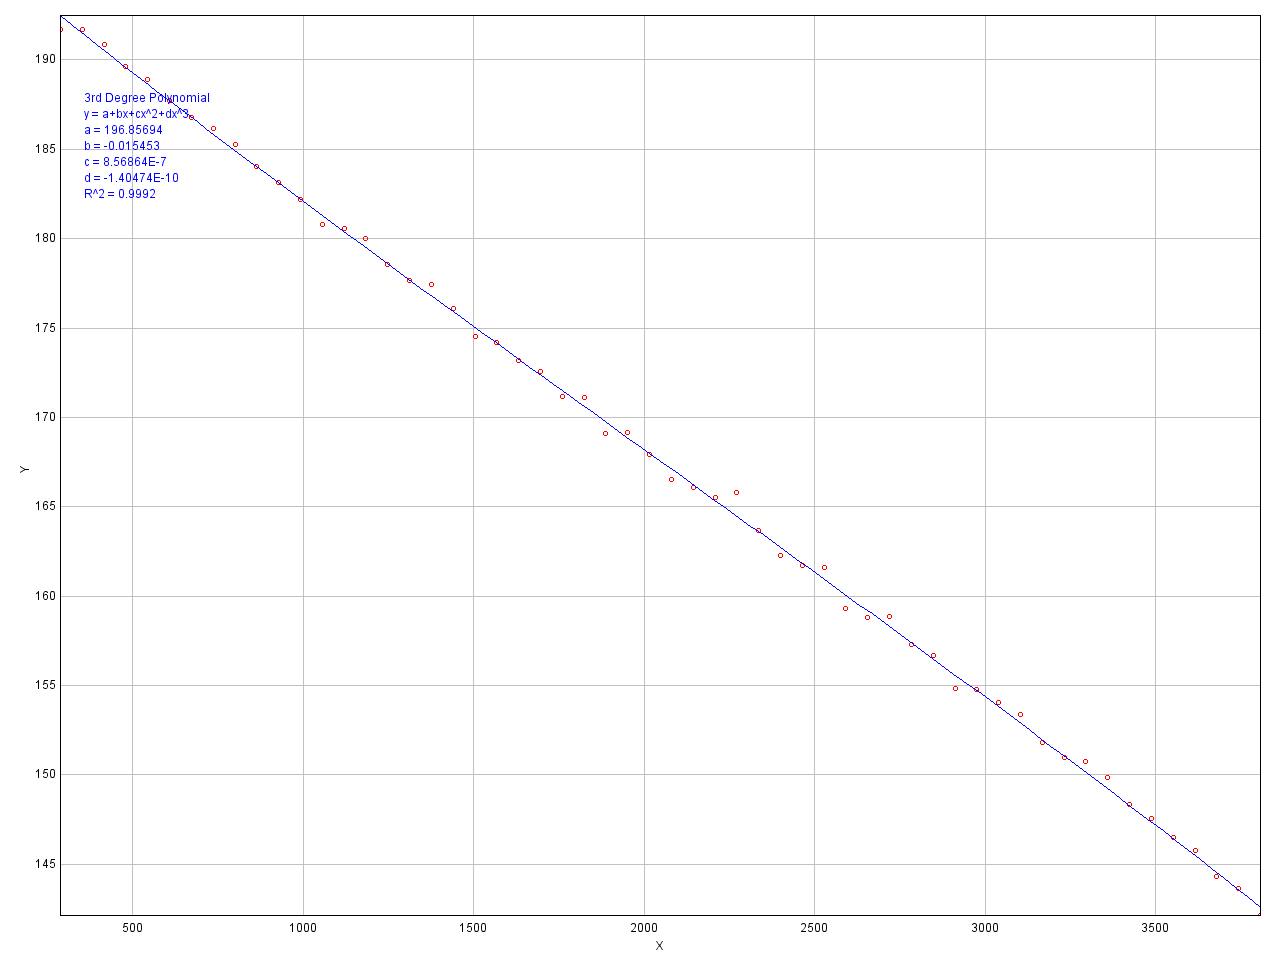 190
3rd Degree Polynomial
y = a+bx+cx^2+dx^3
a = 196.85694
185
b = -0.015453
c = 8.56864E-7
d = -1.40474E-10
R^2 = 0.9992
180
175
170
Y
165
160
155
150
145
500 1000 1500 2000 2500 3000 3500
X